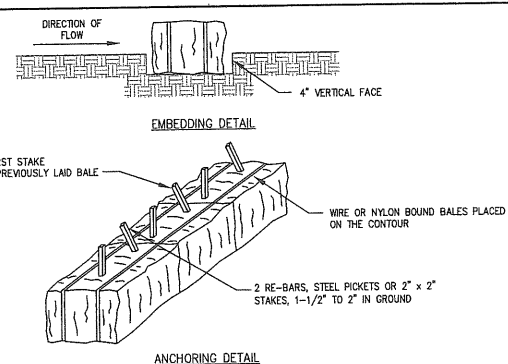 DIRECTION OF
FLOW
4" VERTICAL FACE
EMBEDDING DETAIL
ST STAKE
PREVIOUSLY LAID BALE
WIRE OR NYLON BOUND BALES PLACED
ON THE CONTOUR
2 RE-BARS, STEEL PICKETS OR 2" x 2"
STAKES, 1-1/2" TO 2" IN GROUND
ANCHORING DETAIL